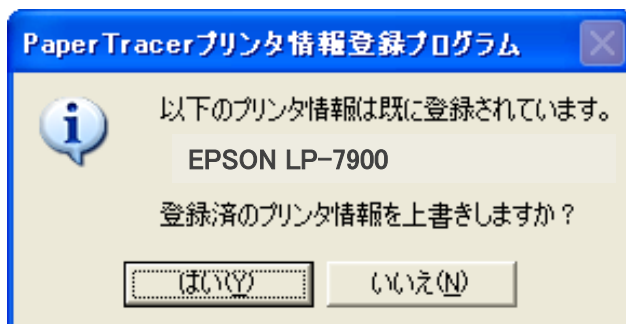 PaperTracerプリンタ情報登録プログラム
以下のプリンタ情報は既に登録されています。
EPSON LP-7900
登録済のプリンタ情報を上書きしますか？
はい(Y) いいえ(N)